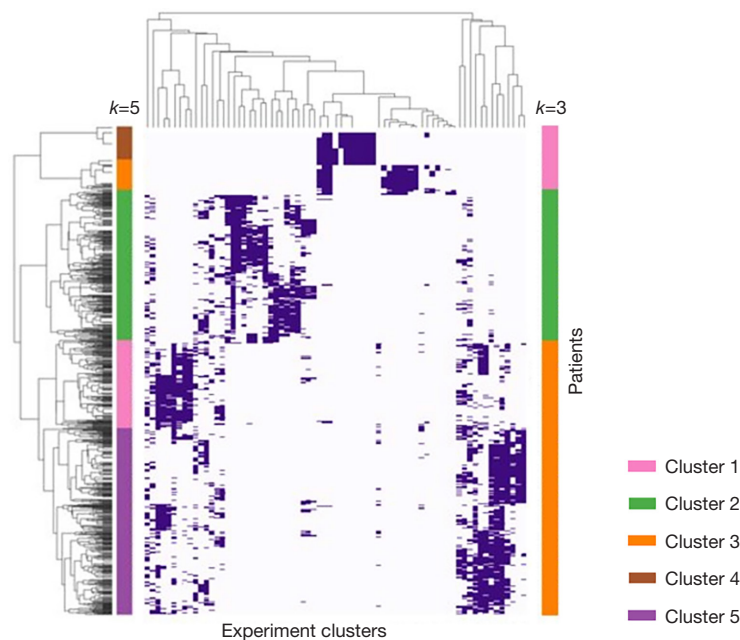 k=5
k=3
Patients
Experiment clusters
Cluster 1
Cluster 2
Cluster 3
Cluster 4
Cluster 5